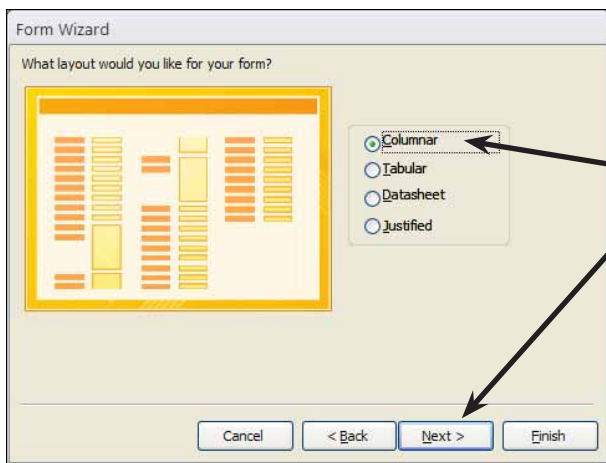 Form Wizard
What layout would you like for your form?
Columnar
Tabular
Datasheet
Justified
Cancel
< Back
Next >
Finish